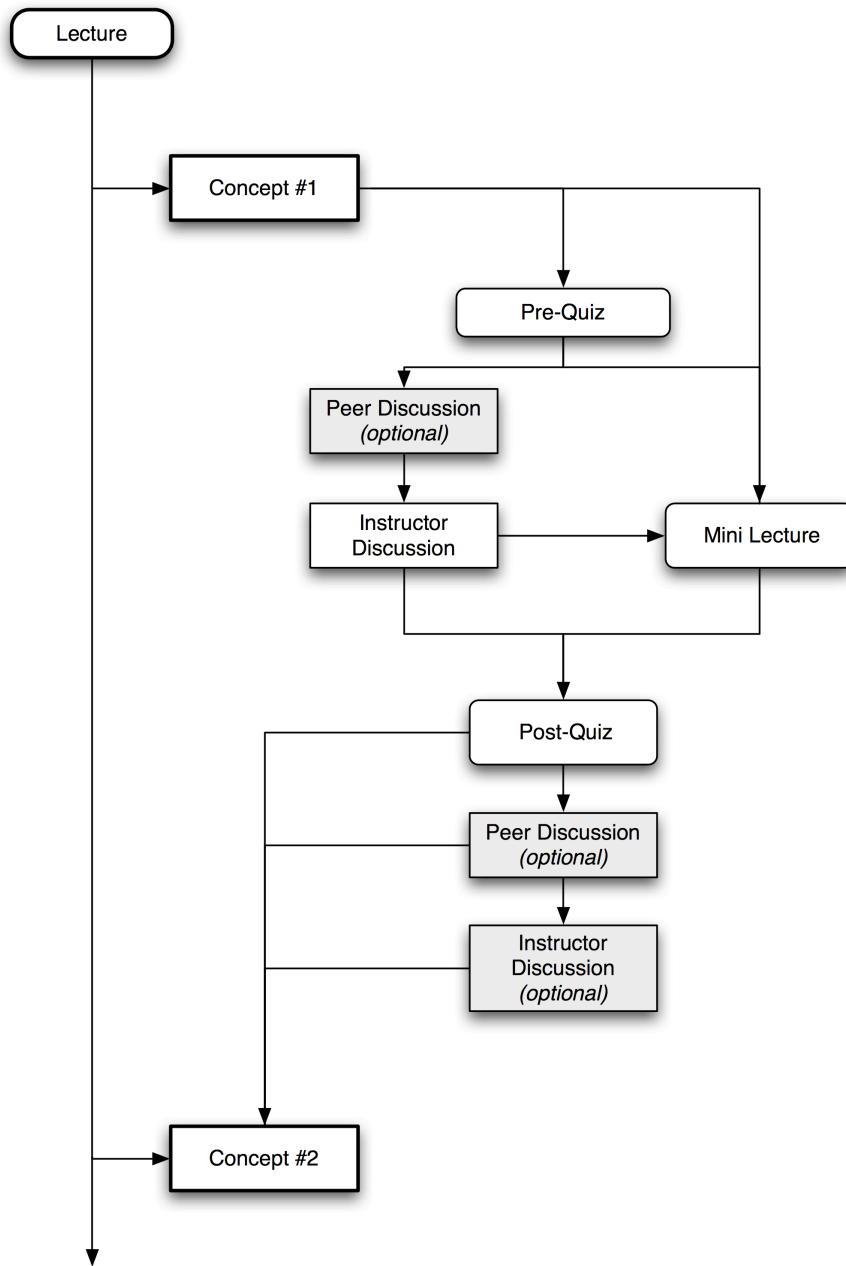 Lecture
Concept #1
Pre-Quiz
Peer Discussion
(optional)
Instructor
Discussion
Mini Lecture
Post-Quiz
Peer Discussion
(optional)
Instructor
Discussion
(optional)
Concept #2